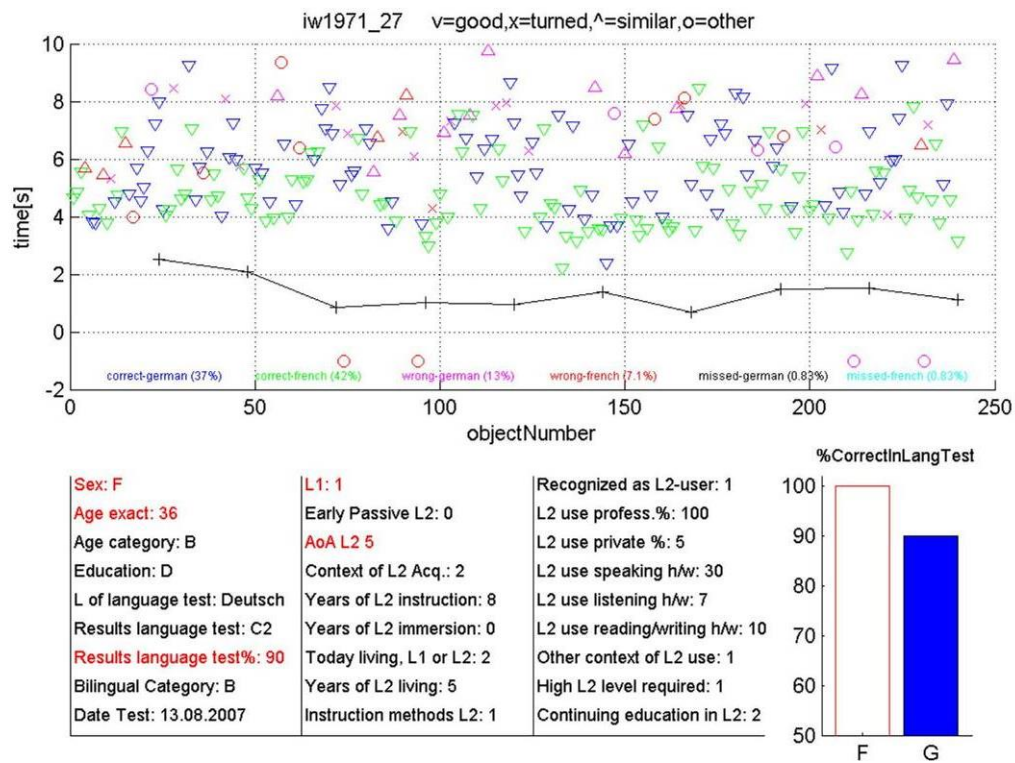 iw1971_27 v=good,x=turned,^=similar,o=other
10
8
6
4
2
0
-2
time[s]
correct-german (37%) correct-french (42%) wrong-german (13%) wrong-french (7.1%) missed-german (0.83%) missed-french (0.83%)
0 50 100 150 200 250
objectNumber
Sex: F
Age exact: 36
Age category: B
Education: D
L of language test: Deutsch
Results language test: C2
Results language test%: 90
Bilingual Category: B
Date Test: 13.08.2007
L1: 1
Early Passive L2: 0
AoA L2 5
Context of L2 Acq.: 2
Years of L2 instruction: 8
Years of L2 immersion: 0
Today living, L1 or L2: 2
Years of L2 living: 5
Instruction methods L2: 1
Recognized as L2-user: 1
L2 use profess.%: 100
L2 use private %: 5
L2 use speaking h/w: 30
L2 use listening h/w: 7
L2 use reading/writing h/w: 10
Other context of L2 use: 1
High L2 level required: 1
Continuing education in L2: 2
%CorrectInLangTest
100
90
80
70
60
50
F G